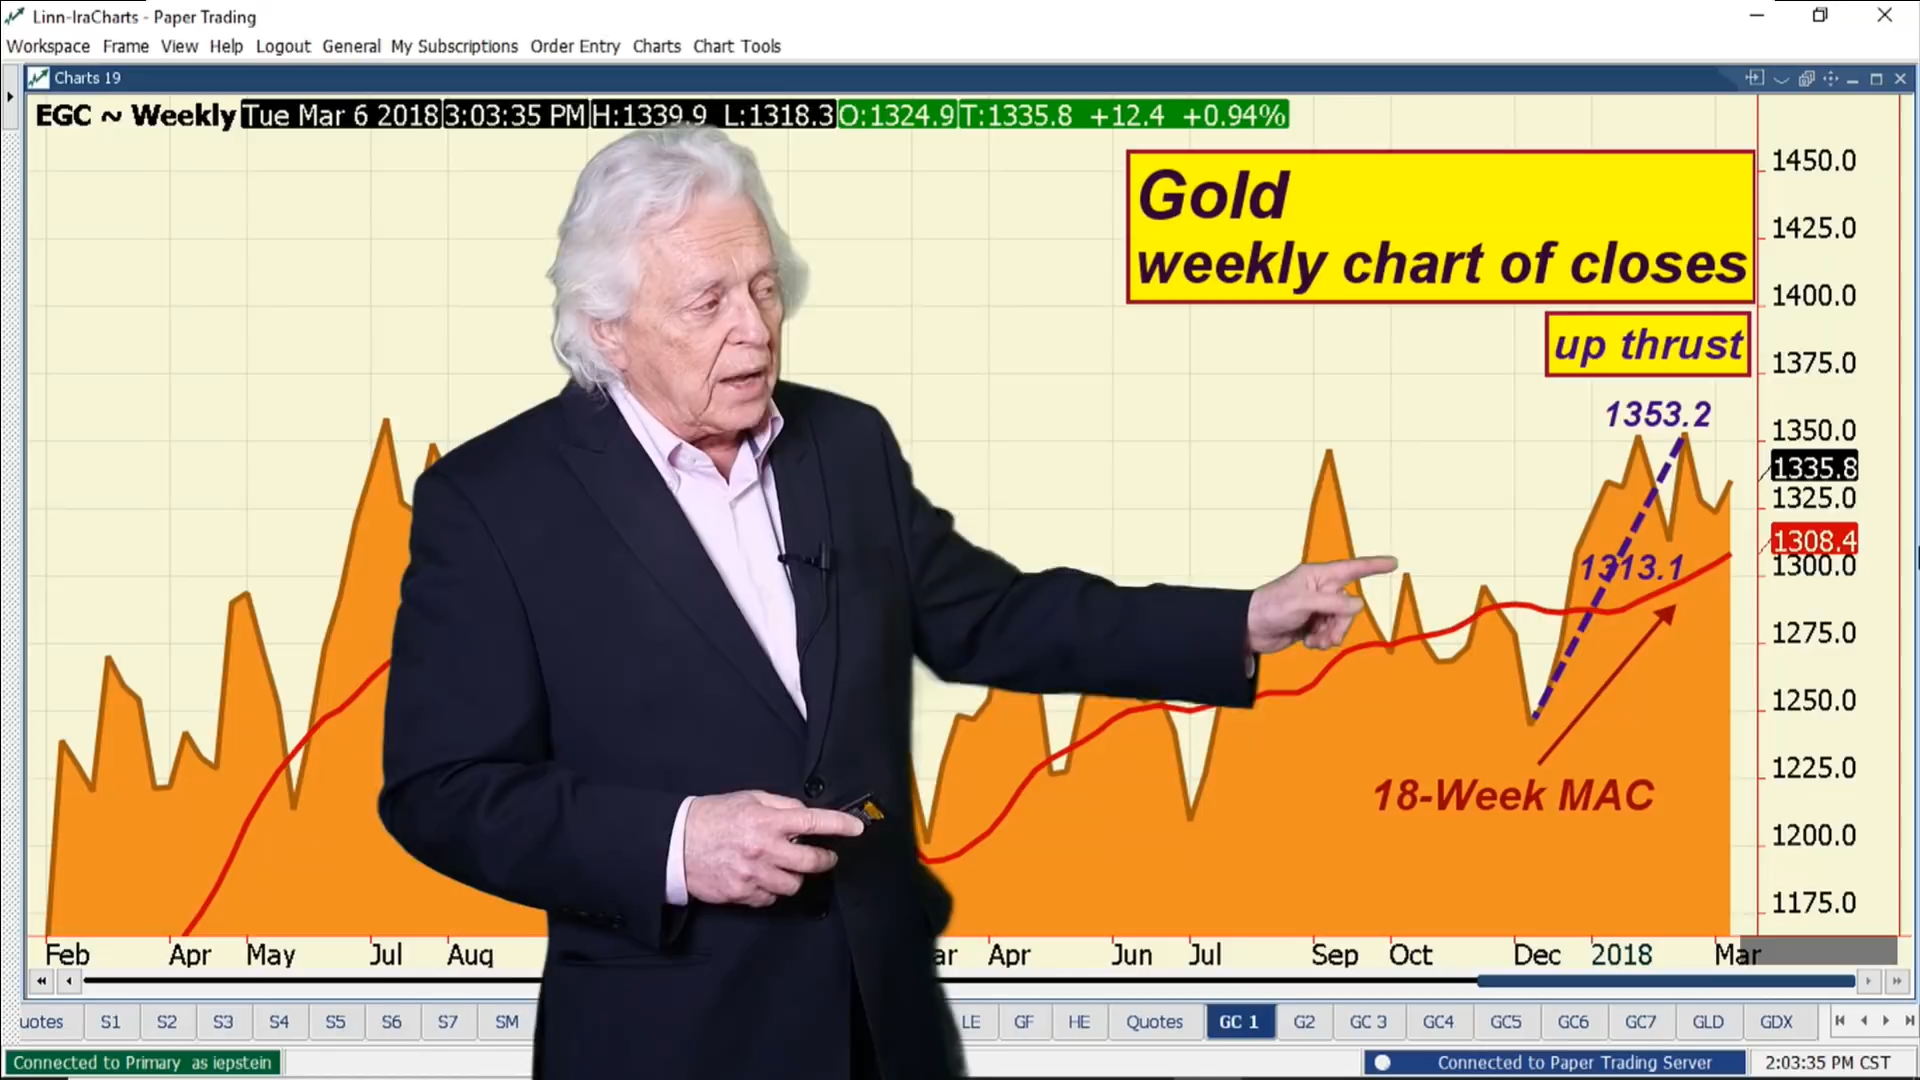 Linn-IraCharts - Paper Trading
Workspace Frame View Help Logout General My Subscriptions Order Entry Charts Chart Tools
Charts 19
EGC ~ Weekly Tue Mar 6 2018 3:03:35 PM H:1339.9 L:1318.3 O:1324.9 T:1335.8 +12.4 +0.94%
Gold
weekly chart of closes
up thrust
1353.2
1313.1
18-Week MAC
1450.0
1425.0
1400.0
1375.0
1350.0
1335.8
1325.0
1308.4
1300.0
1275.0
1250.0
1225.0
1200.0
1175.0
Feb Apr May Jul Aug ar Apr Jun Jul Sep Oct Dec 2018 Mar
uotes S1 S2 S3 S4 S5 S6 S7 SM LE GF HE Quotes GC 1 G2 GC 3 GC4 GC5 GC6 GC7 GLD GDX
Connected to Primary as iepstein
Connected to Paper Trading Server
2:03:35 PM CST